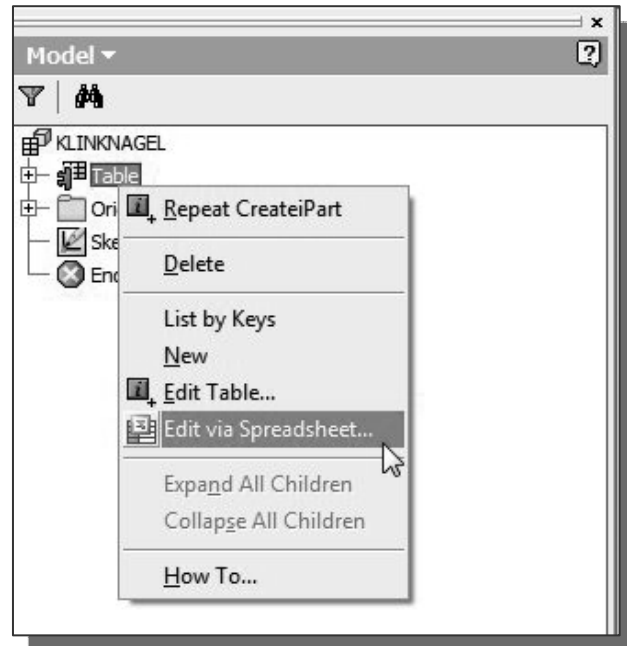 Model
KLINKNAGEL
Table
Ori
Ske
End
Repeat CreateiPart
Delete
List by Keys
New
Edit Table...
Edit via Spreadsheet...
Expand All Children
Collapse All Children
How To...